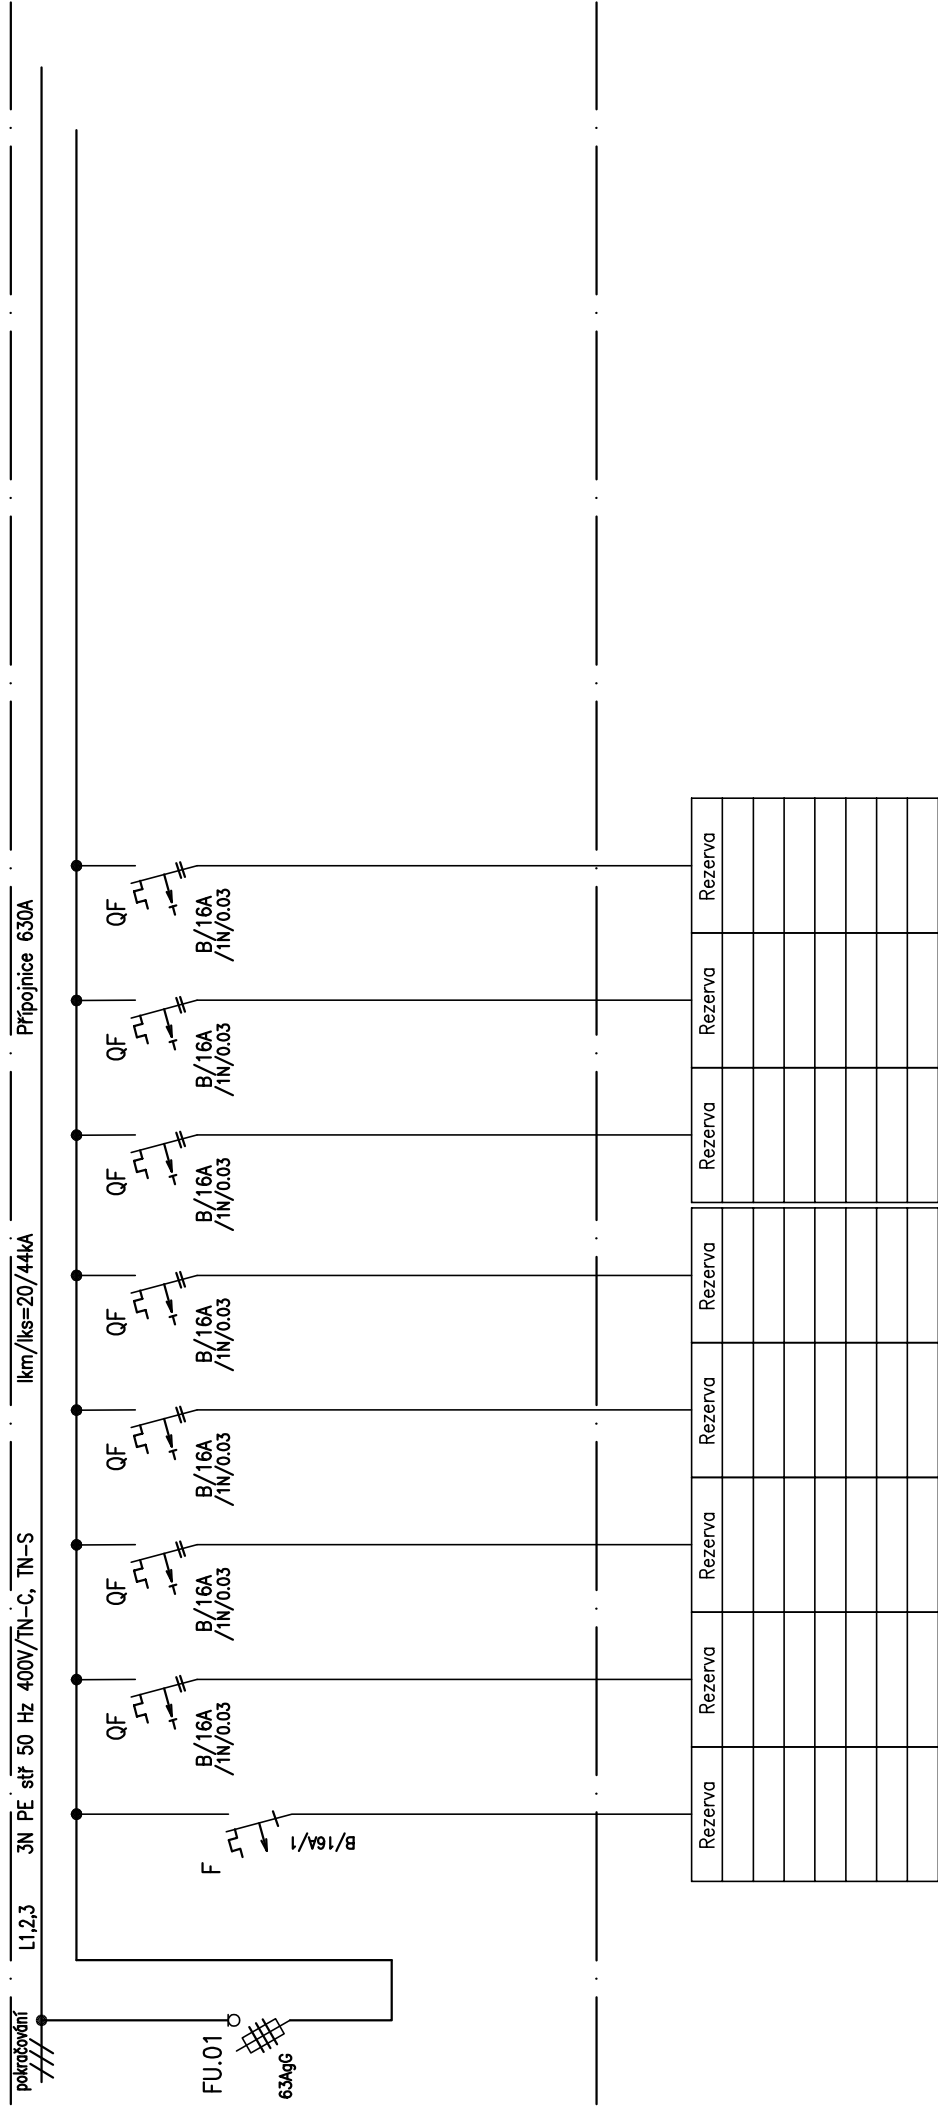 pokračování
L1,2,3
3N PE stř 50 Hz 400V/TN-C, TN-S
Ikm/Iks=20/44kA
Přípojnice 630A
FU.01
63AgG
F
B/16A/1
QF
B/16A
/1N/0.03
QF
B/16A
/1N/0.03
QF
B/16A
/1N/0.03
QF
B/16A
/1N/0.03
QF
B/16A
/1N/0.03
QF
B/16A
/1N/0.03
QF
B/16A
/1N/0.03
Rezerva
Rezerva
Rezerva
Rezerva
Rezerva
Rezerva
Rezerva
Rezerva